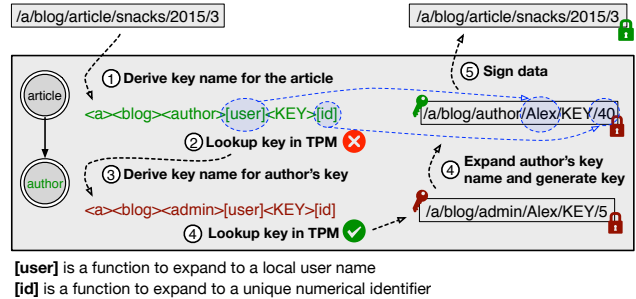 /a/blog/article/snacks/2015/3
/a/blog/article/snacks/2015/3
1 Derive key name for the article
5 Sign data
article
<a><blog><author>[user]<KEY>[id]
/a/blog/author/Alex/KEY/40
2 Lookup key in TPM
3 Derive key name for author's key
4 Expand author's key
name and generate key
author
<a><blog><admin>[user]<KEY>[id]
/a/blog/admin/Alex/KEY/5
4 Lookup key in TPM
[user] is a function to expand to a local user name
[id] is a function to expand to a unique numerical identifier